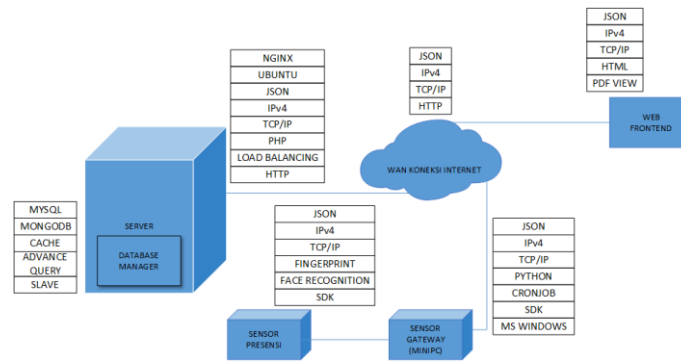 JSON
IPv4
TCP/IP
HTML
PDF VIEW
WEB
FRONTEND
NGINX
UBUNTU
JSON
IPv4
TCP/IP
PHP
LOAD BALANCING
HTTP
JSON
IPv4
TCP/IP
HTTP
WAN KONEKSI INTERNET
MYSQL
MONGODB
CACHE
ADVANCE
QUERY
SLAVE
SERVER
DATABASE
MANAGER
JSON
IPv4
TCP/IP
FINGERPRINT
FACE RECOGNITION
SDK
JSON
IPv4
TCP/IP
PYTHON
CRONJOB
SDK
MS WINDOWS
SENSOR
PRESENSI
SENSOR
GATEWAY
(MINIPC)